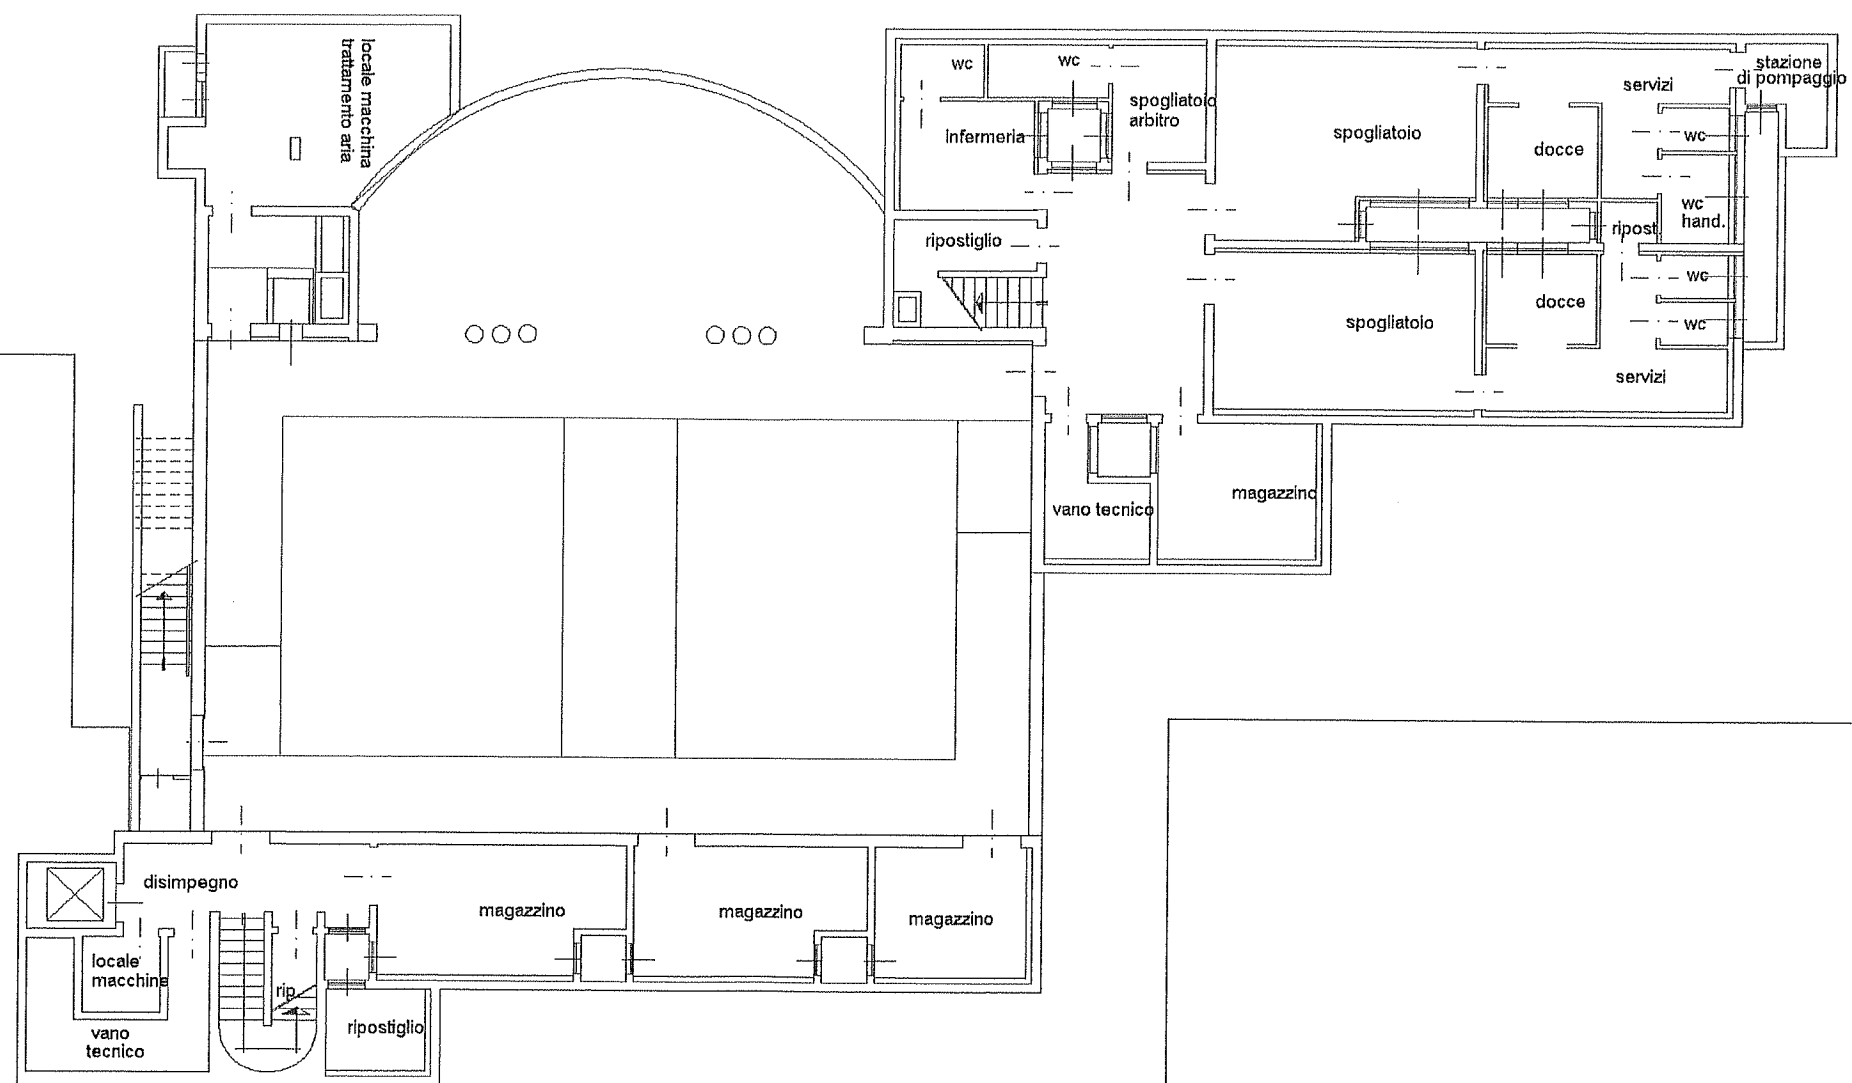 locale macchina
trattamento aria
wc
wc
spogliatoio
arbitro
infermeria
ripostiglio
spogliatoio
docce
servizi
stazione
di pompaggio
wc
wc
hand.
ripost.
wc
docce
spogliatoio
wc
servizi
vano tecnico
magazzino
disimpegno
magazzino
magazzino
magazzino
locale
macchine
rip
vano
tecnico
ripostiglio